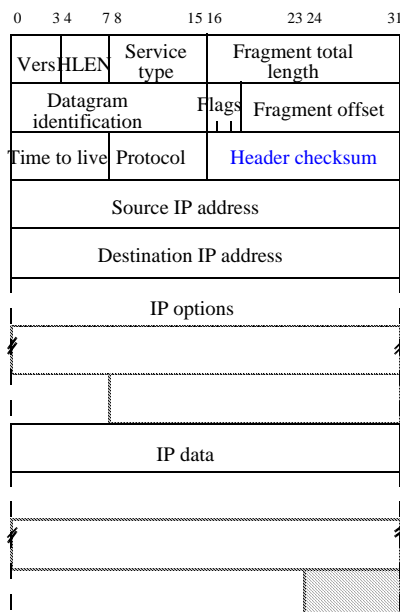 0 3 4 7 8 15 16 23 24 31
Vers HLEN Service type Fragment total length
Datagram identification Flags Fragment offset
Time to live Protocol Header checksum
Source IP address
Destination IP address
IP options
IP data